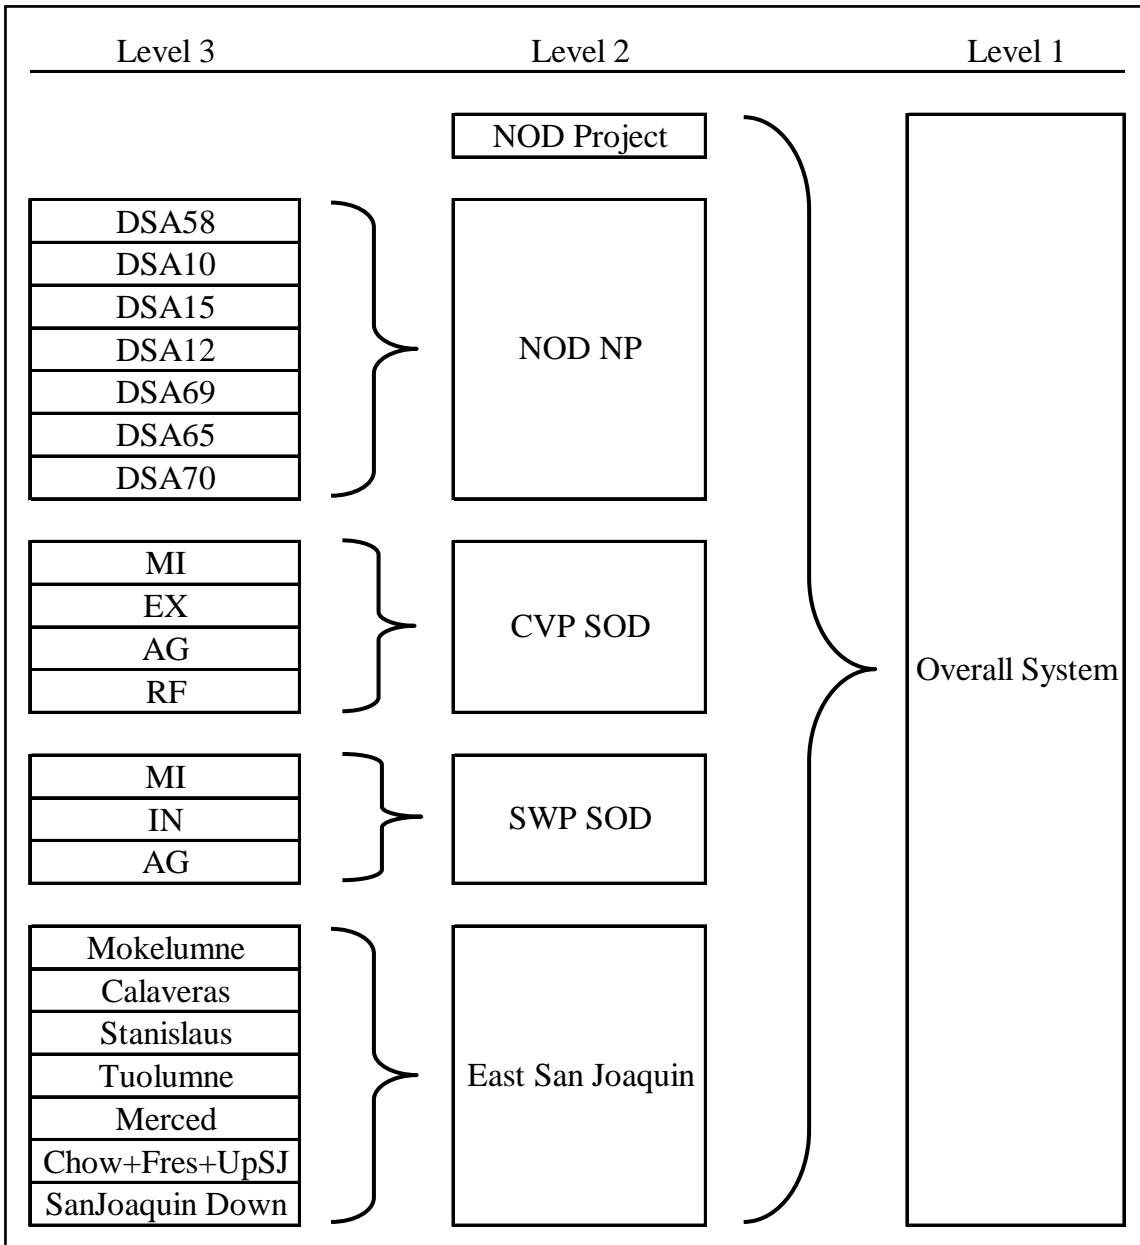 Level 3
Level 2
Level 1
NOD Project
DSA58
DSA10
DSA15
DSA12
DSA69
DSA65
DSA70
NOD NP
MI
EX
AG
RF
CVP SOD
MI
IN
AG
SWP SOD
Mokelumne
Calaveras
Stanislaus
Tuolumne
Merced
Chow+Fres+UpSJ
SanJoaquin Down
East San Joaquin
Overall System